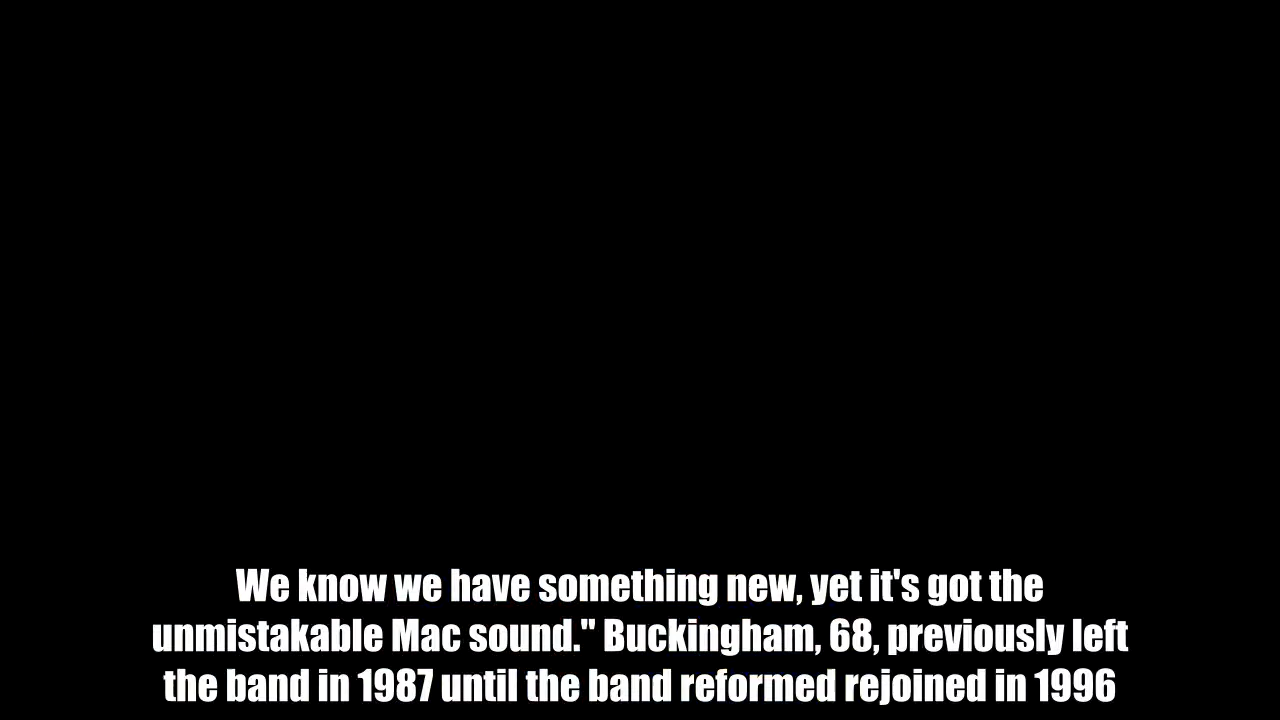 We know we have something new, yet it's got the
unmistakable Mac sound." Buckingham, 68, previously left
the band in 1987 until the band reformed rejoined in 1996